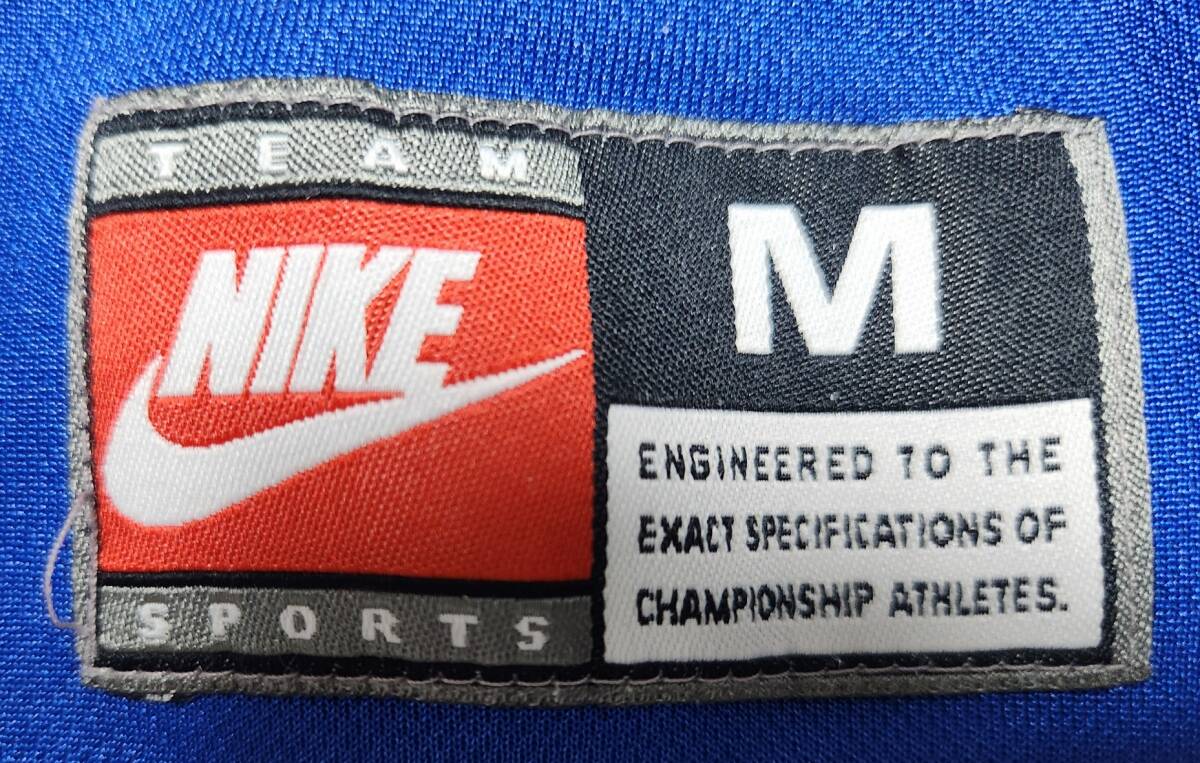 TEAM
NIKE
SPORTS
M
ENGINEERED TO THE
EXACT SPECIFICATIONS OF
CHAMPIONSHIP ATHLETES.